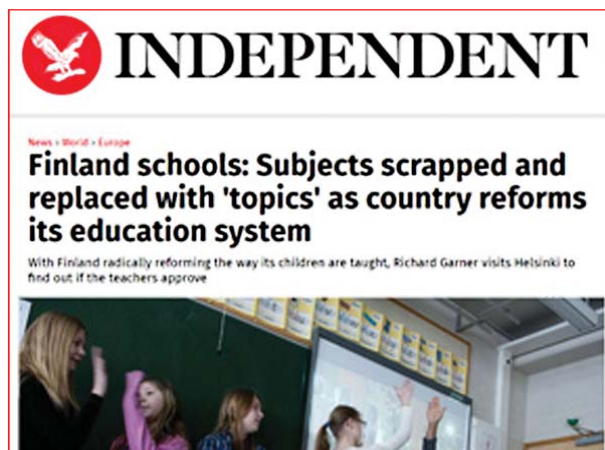 INDEPENDENT
News > World > Europe
Finland schools: Subjects scrapped and
replaced with 'topics' as country reforms
its education system
With Finland radically reforming the way its children are taught, Richard Garner visits Helsinki to
find out if the teachers approve